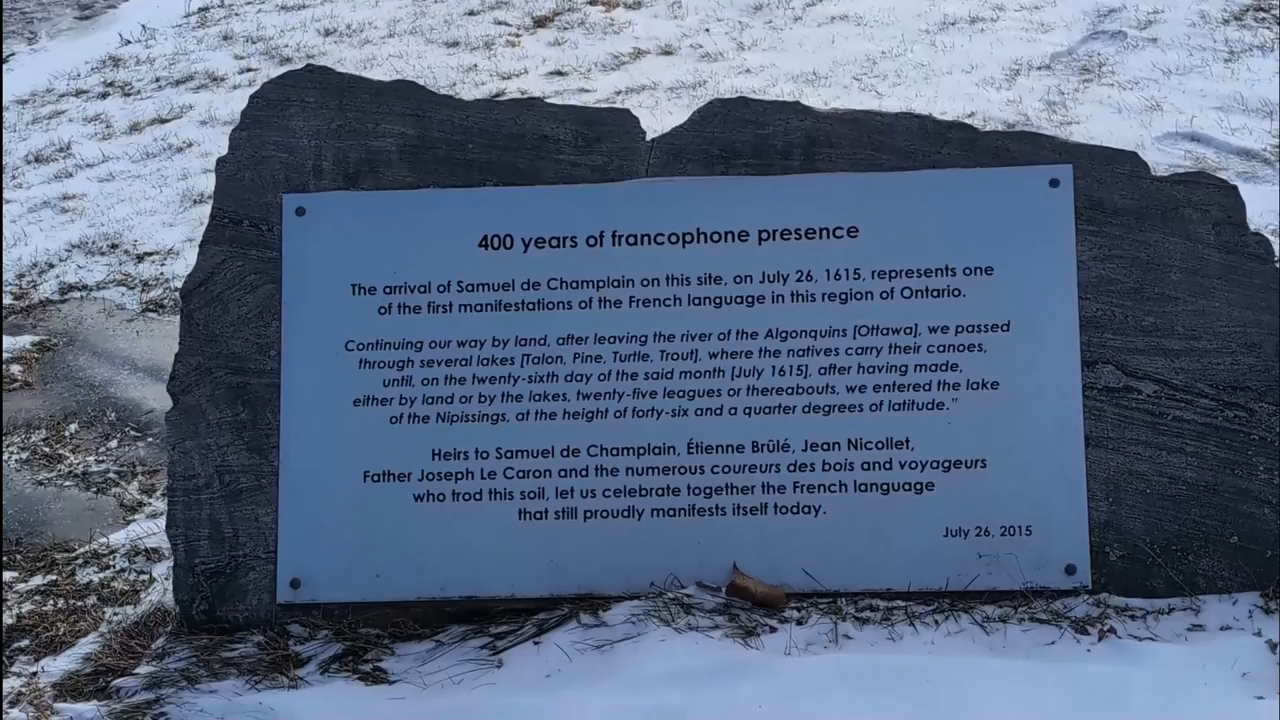 400 years of francophone presence
The arrival of Samuel de Champlain on this site, on July 26, 1615, represents one
of the first manifestations of the French language in this region of Ontario.
Continuing our way by land, after leaving the river of the Algonquins [Ottawa], we passed
through several lakes [Talon, Pine, Turtle, Trout], where the natives carry their canoes,
until, on the twenty-sixth day of the said month [July 1615], after having made,
either by land or by the lakes, twenty-five leagues or thereabouts, we entered the lake
of the Nipissings, at the height of forty-six and a quarter degrees of latitude."
Heirs to Samuel de Champlain, Étienne Brûlé, Jean Nicollet,
Father Joseph Le Caron and the numerous coureurs des bois and voyageurs
who trod this soil, let us celebrate together the French language
that still proudly manifests itself today.
July 26, 2015